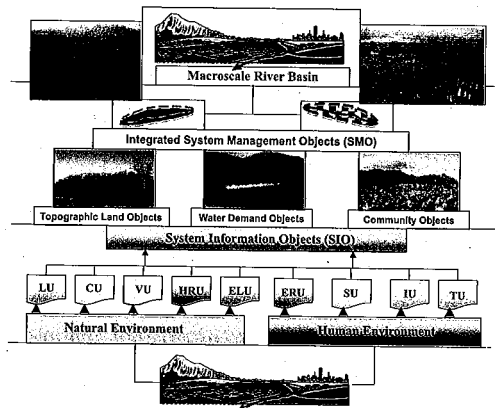 Macroscale River Basin
Integrated System Management Objects (SMO)
Topographic Land Objects
Water Demand Objects
Community Objects
System Information Objects (SIO)
LU CU VU HRU ELU ERU SU IU TU
Natural Environment
Human Environment